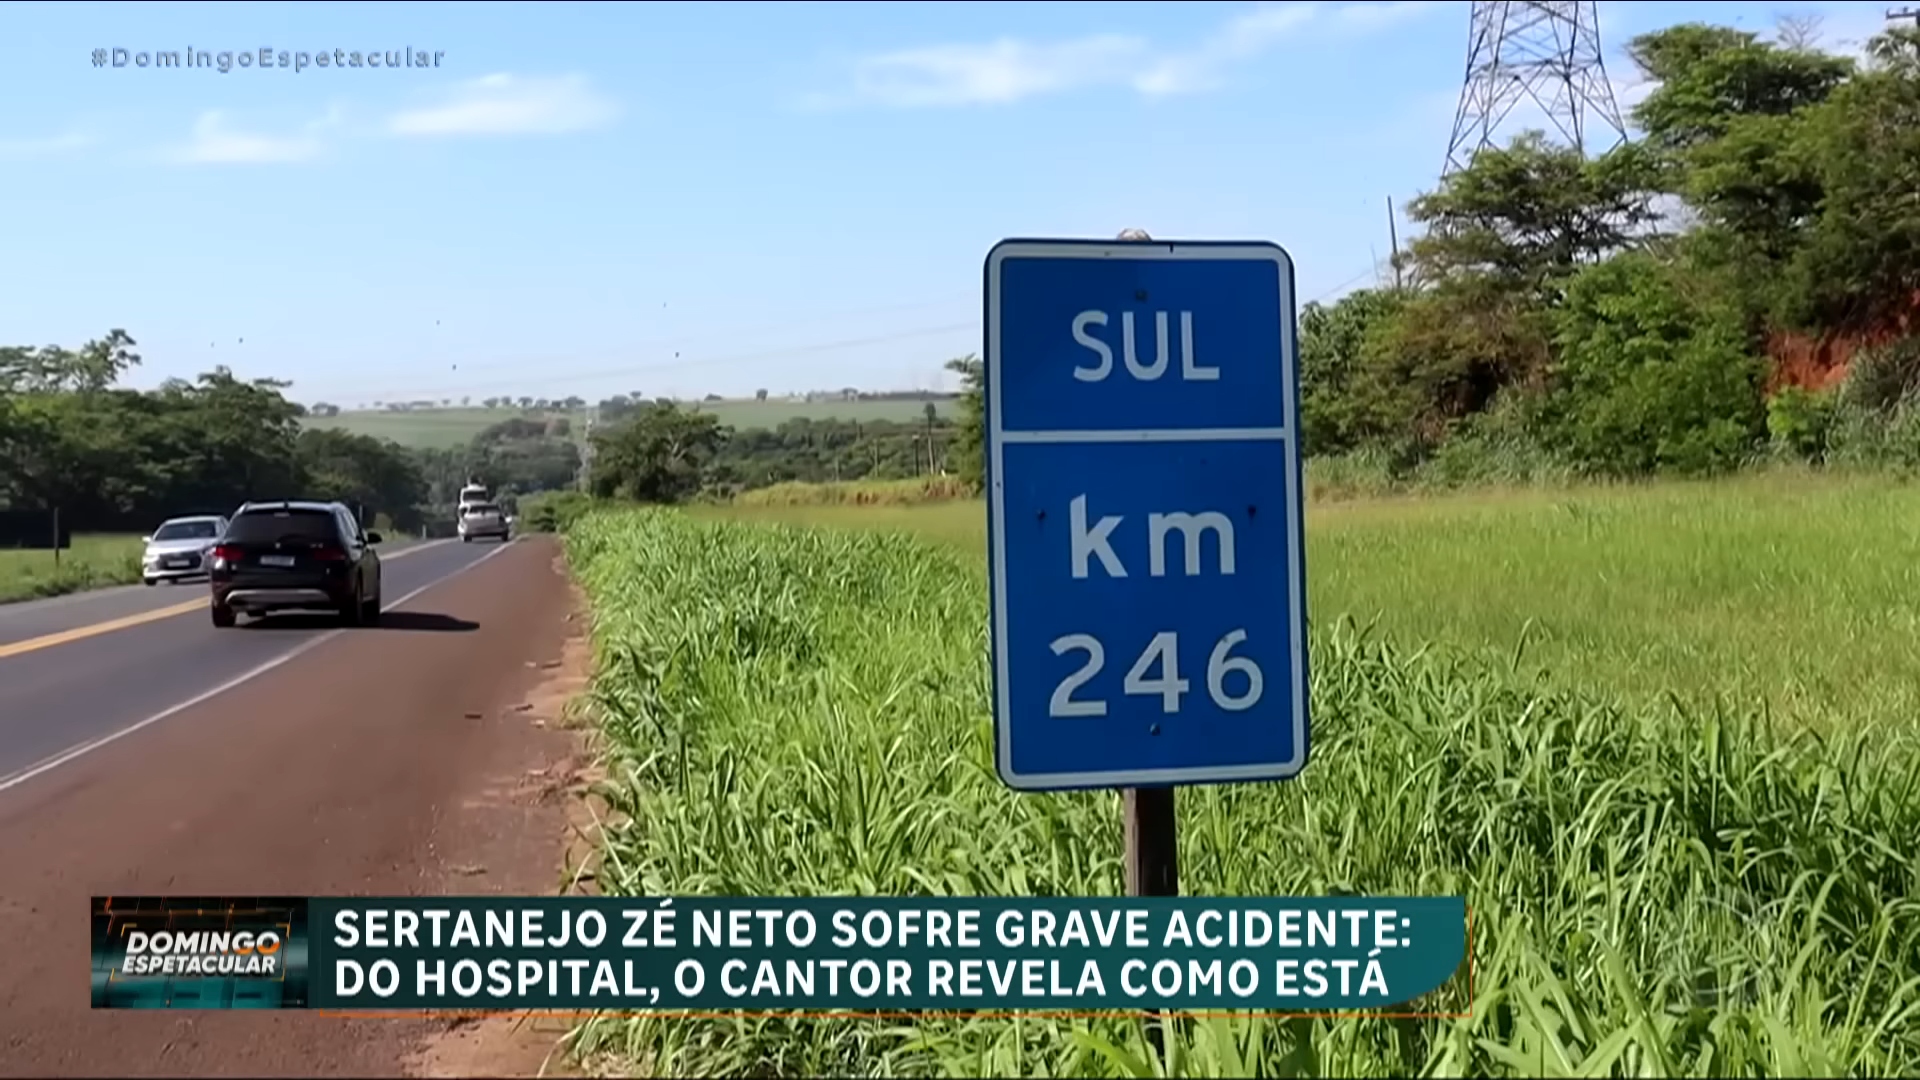 #DomingoEspetacular
SUL
km
246
DOMINGO
ESPETACULAR
SERTANEJO ZÉ NETO SOFRE GRAVE ACIDENTE:
DO HOSPITAL, O CANTOR REVELA COMO ESTÁ